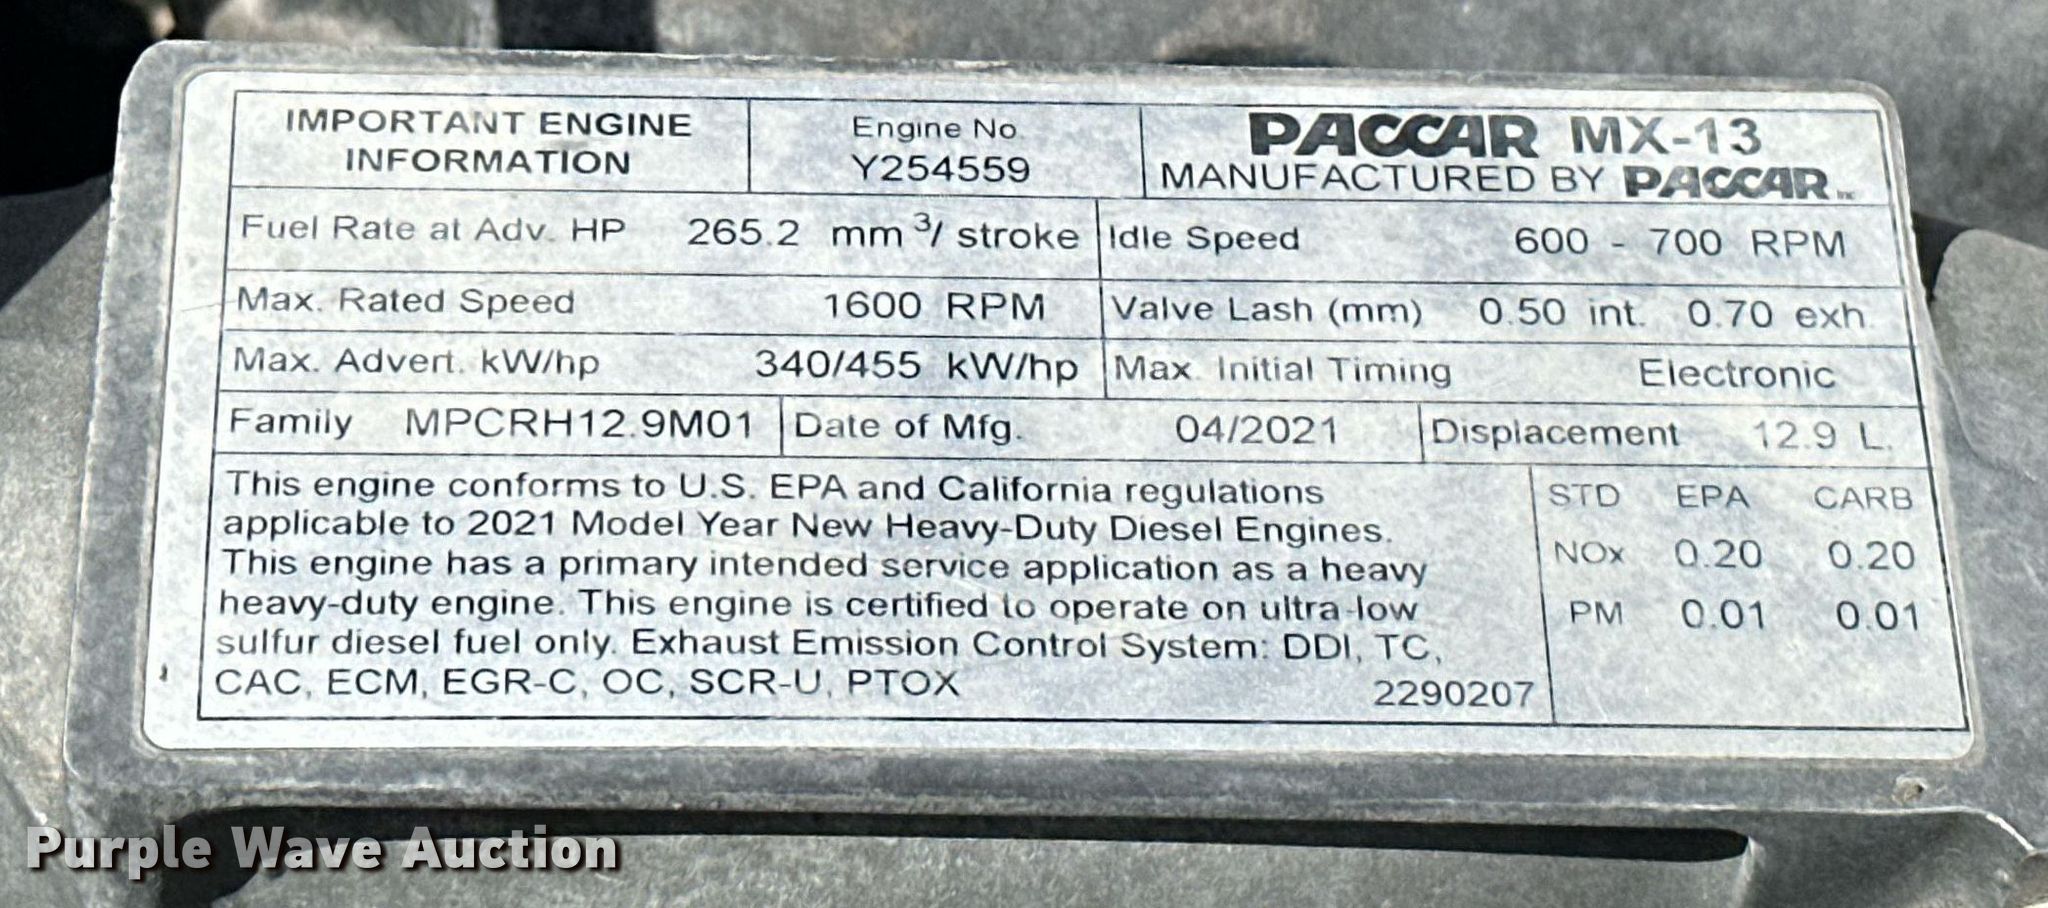 IMPORTANT ENGINE
INFORMATION
Engine No.
Y254559
PACCAR MX-13
MANUFACTURED BY PACCAR INC
Fuel Rate at Adv. HP 265.2 mm³/ stroke
Idle Speed 600 - 700 RPM
Max. Rated Speed 1600 RPM
Valve Lash (mm) 0.50 int. 0.70 exh.
Max. Advert. kW/hp 340/455 kW/hp
Max. Initial Timing Electronic
Family MPCRH12.9M01
Date of Mfg. 04/2021
Displacement 12.9 L.
This engine conforms to U.S. EPA and California regulations
applicable to 2021 Model Year New Heavy-Duty Diesel Engines.
This engine has a primary intended service application as a heavy
heavy-duty engine. This engine is certified to operate on ultra-low
sulfur diesel fuel only. Exhaust Emission Control System: DDI, TC,
CAC, ECM, EGR-C, OC, SCR-U, PTOX
2290207
STD EPA CARB
NOx 0.20 0.20
PM 0.01 0.01
Purple Wave Auction